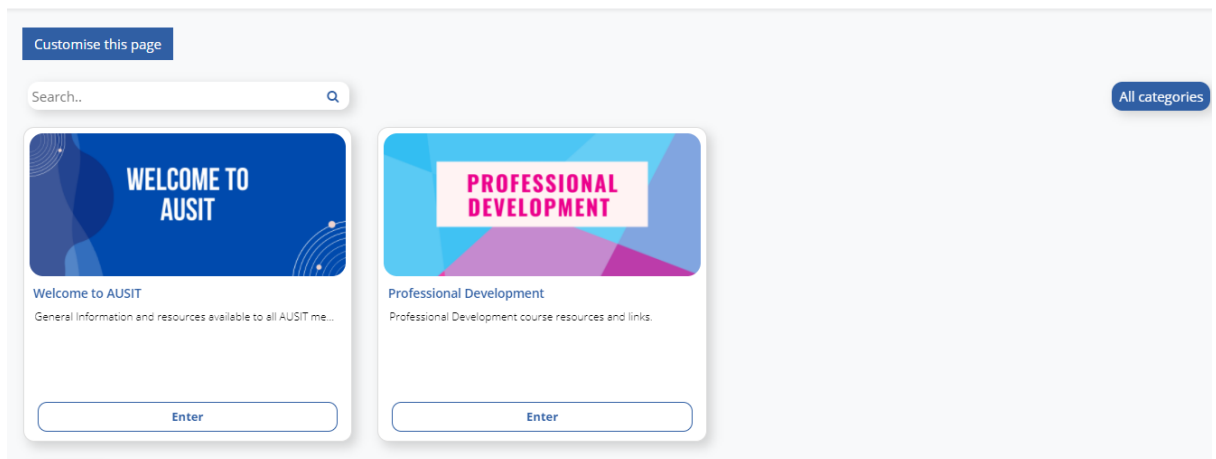 Customise this page
Search..
All categories
WELCOME TO
AUSIT
PROFESSIONAL
DEVELOPMENT
Welcome to AUSIT
General Information and resources available to all AUSIT me...
Enter
Professional Development
Professional Development course resources and links.
Enter